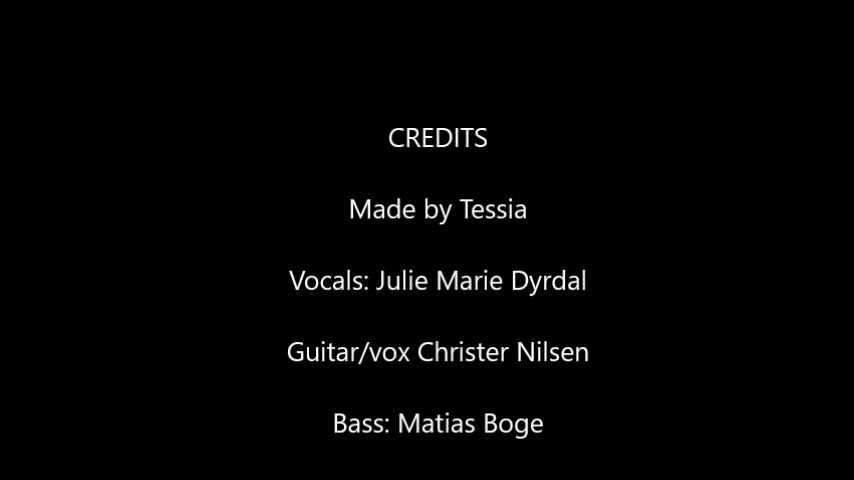 CREDITS
Made by Tessia
Vocals: Julie Marie Dyrdal
Guitar/vox Christer Nilsen
Bass: Matias Boge